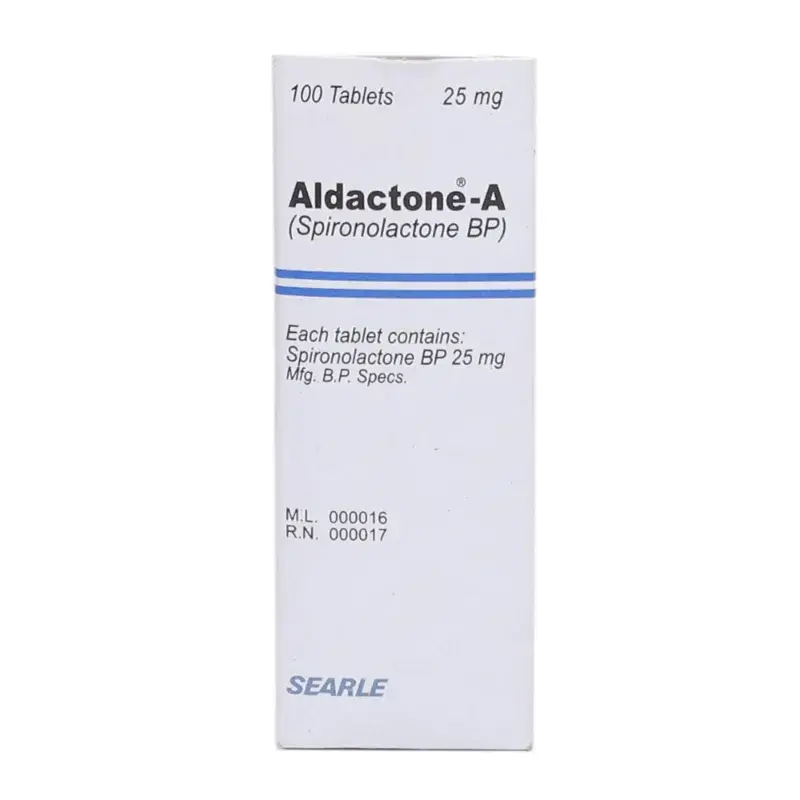 100 Tablets 25 mg
Aldactone®-A
(Spironolactone BP)
Each tablet contains:
Spironolactone BP 25 mg
Mfg. B.P. Specs.
M.L. 000016
R.N. 000017
SEARLE